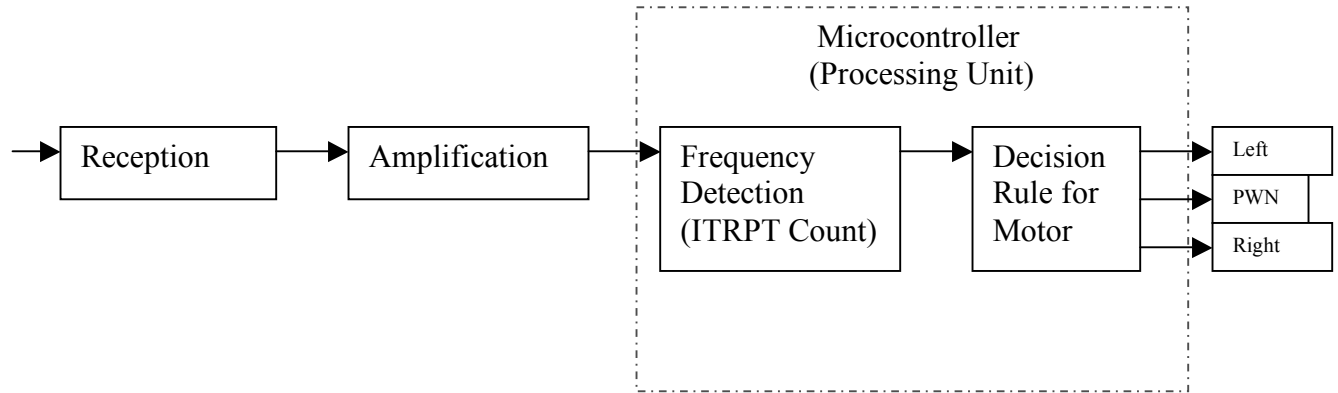 Microcontroller
(Processing Unit)
Reception
Amplification
Frequency
Detection
(ITRPT Count)
Decision
Rule for
Motor
Left
PWN
Right